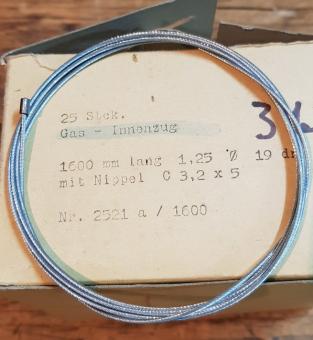 25 Stck.
Gas - Innenzug
1600 mm lang 1,25 Ø 19 dr
mit Nippel C 3,2 x 5
Nr. 2521 a / 1600